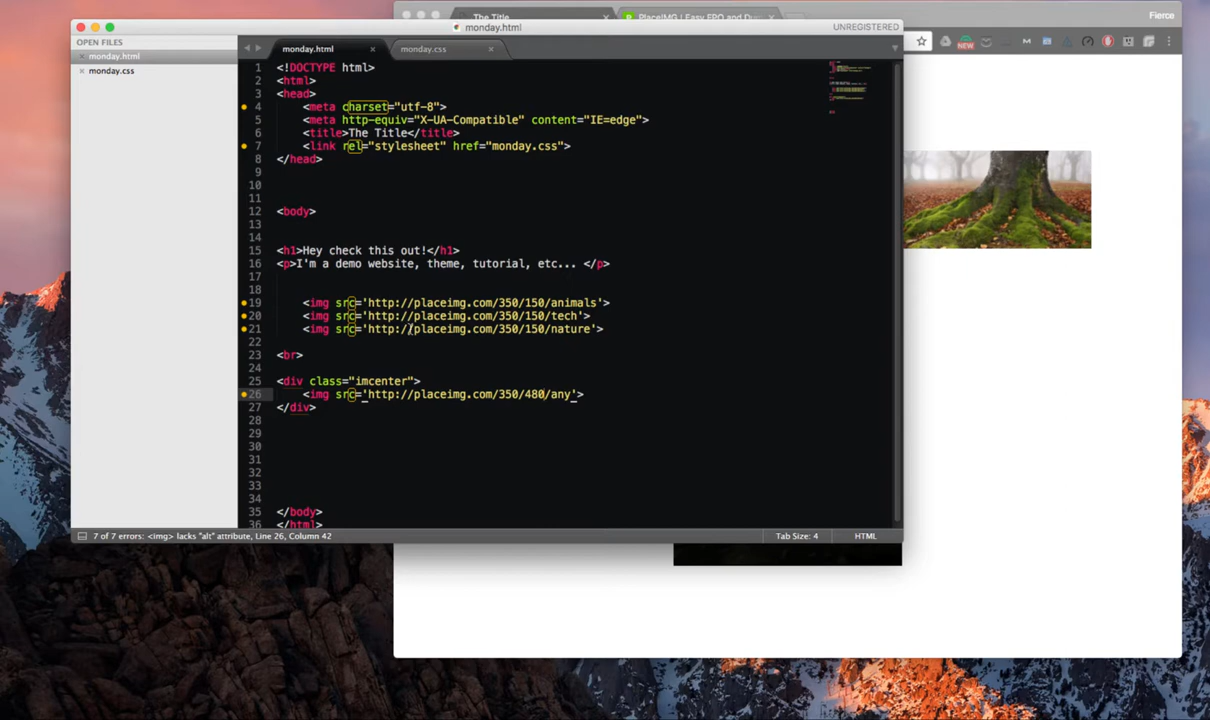 The Title
PlaceIMG | Easy FPO and Du
Fierce
monday.html
UNREGISTERED
OPEN FILES
monday.html
monday.css
monday.html
monday.css
NEW
1 <!DOCTYPE html>
2 <html>
3 <head>
4 <meta charset="utf-8">
5 <meta http-equiv="X-UA-Compatible" content="IE=edge">
6 <title>The Title</title>
7 <link rel="stylesheet" href="monday.css">
8 </head>
9
10
11
12 <body>
13
14
15 <h1>Hey check this out!</h1>
16 <p>I'm a demo website, theme, tutorial, etc... </p>
17
18
19 <img src='http://placeimg.com/350/150/animals'>
20 <img src='http://placeimg.com/350/150/tech'>
21 <img src='http://placeimg.com/350/150/nature'>
22
23 <br>
24
25 <div class="imcenter">
26 <img src='http://placeimg.com/350/480/any'>
27 </div>
28
29
30
31
32
33
34
35 </body>
36 </html>
7 of 7 errors: <img> lacks "alt" attribute, Line 26, Column 42
Tab Size: 4
HTML